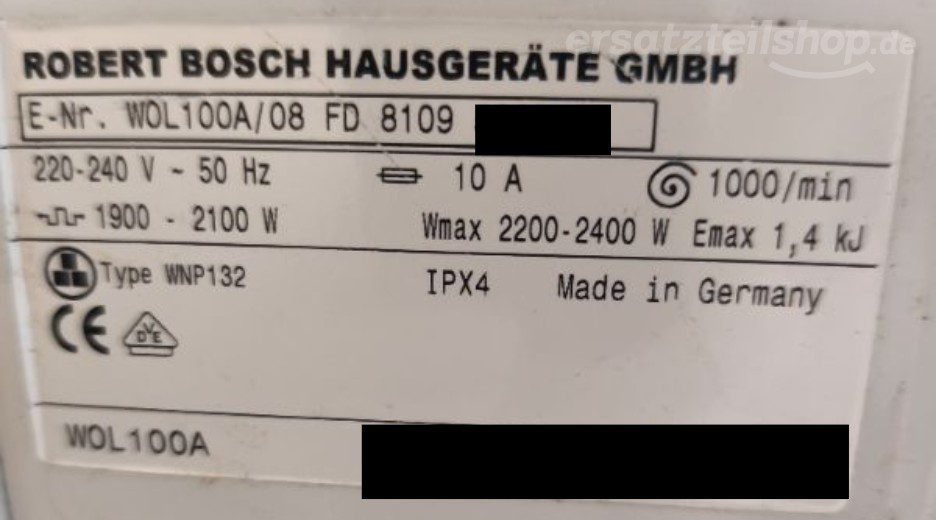 ersatzteilshop.de
ROBERT BOSCH HAUSGERÄTE GMBH
E-Nr. WOL100A/08 FD 8109
220-240 V ~ 50 Hz 10 A 1000/min
1900 - 2100 W Wmax 2200-2400 W Emax 1,4 kJ
Type WNP132 IPX4 Made in Germany
CE DVE
WOL100A